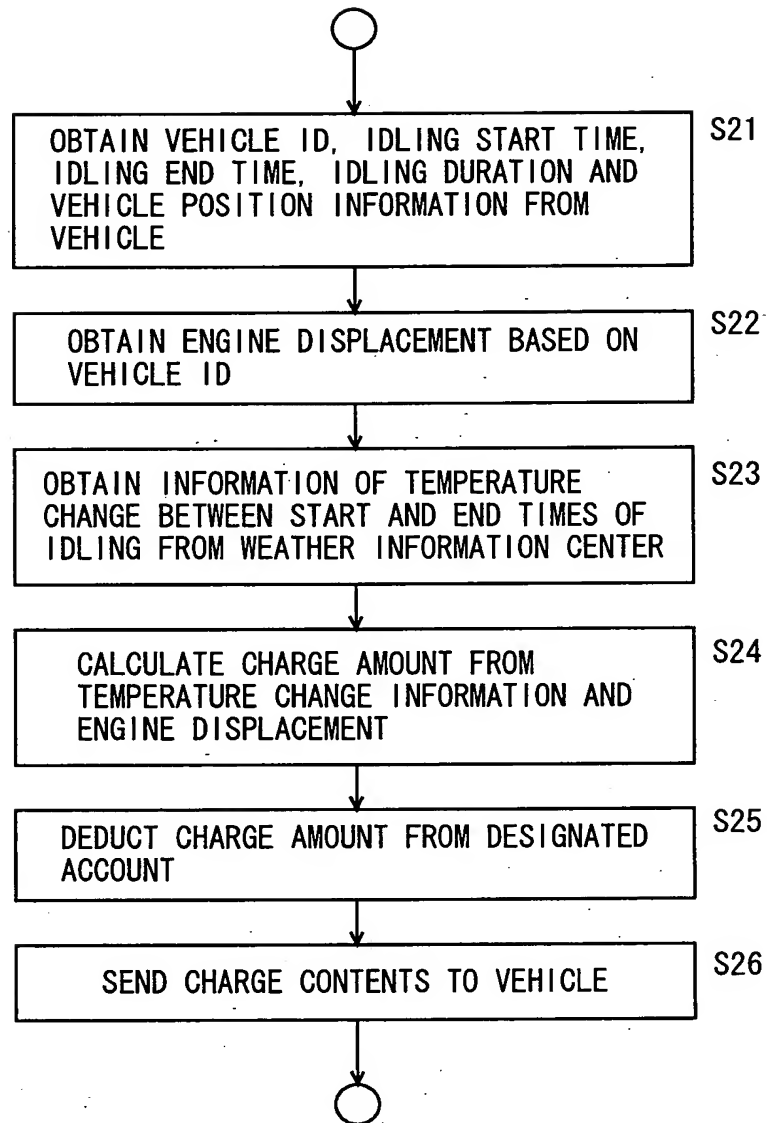 OBTAIN VEHICLE ID, IDLING START TIME,
IDLING END TIME, IDLING DURATION AND
VEHICLE POSITION INFORMATION FROM
VEHICLE
S21
OBTAIN ENGINE DISPLACEMENT BASED ON
VEHICLE ID
S22
OBTAIN INFORMATION OF TEMPERATURE
CHANGE BETWEEN START AND END TIMES OF
IDLING FROM WEATHER INFORMATION CENTER
S23
CALCULATE CHARGE AMOUNT FROM
TEMPERATURE CHANGE INFORMATION AND
ENGINE DISPLACEMENT
S24
DEDUCT CHARGE AMOUNT FROM DESIGNATED
ACCOUNT
S25
SEND CHARGE CONTENTS TO VEHICLE
S26